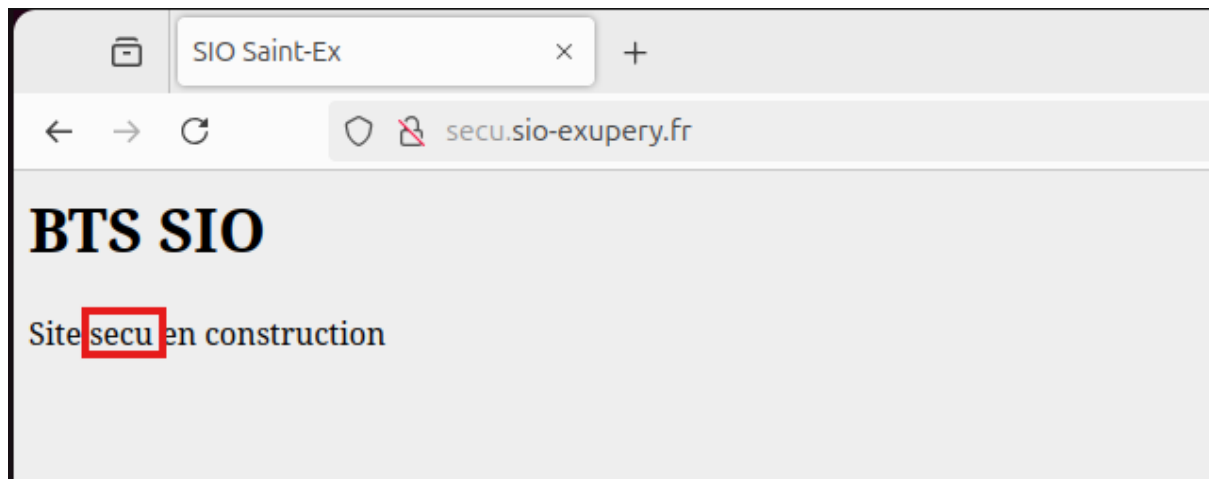 SIO Saint-Ex
secu.sio-exupery.fr
BTS SIO
Site secu en construction